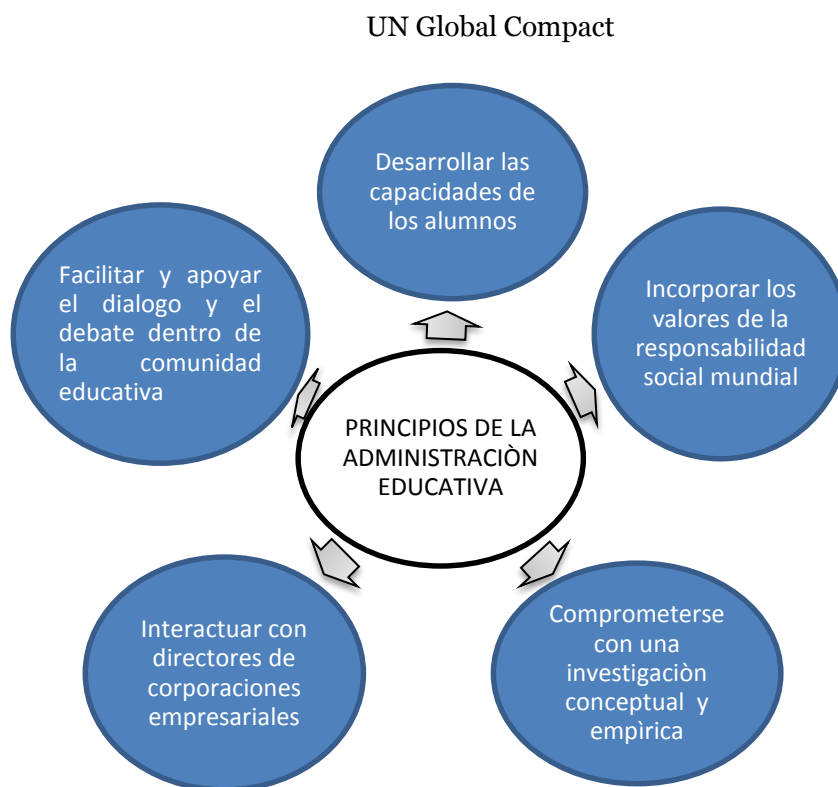 UN Global Compact
Desarrollar las
capacidades de
los alumnos
Facilitar y apoyar
el dialogo y el
debate dentro de
la comunidad
educativa
Incorporar los
valores de la
responsabilidad
social mundial
PRINCIPIOS DE LA
ADMINISTRACIÒN
EDUCATIVA
Interactuar con
directores de
corporaciones
empresariales
Comprometerse
con una
investigaciòn
conceptual y
empìrica